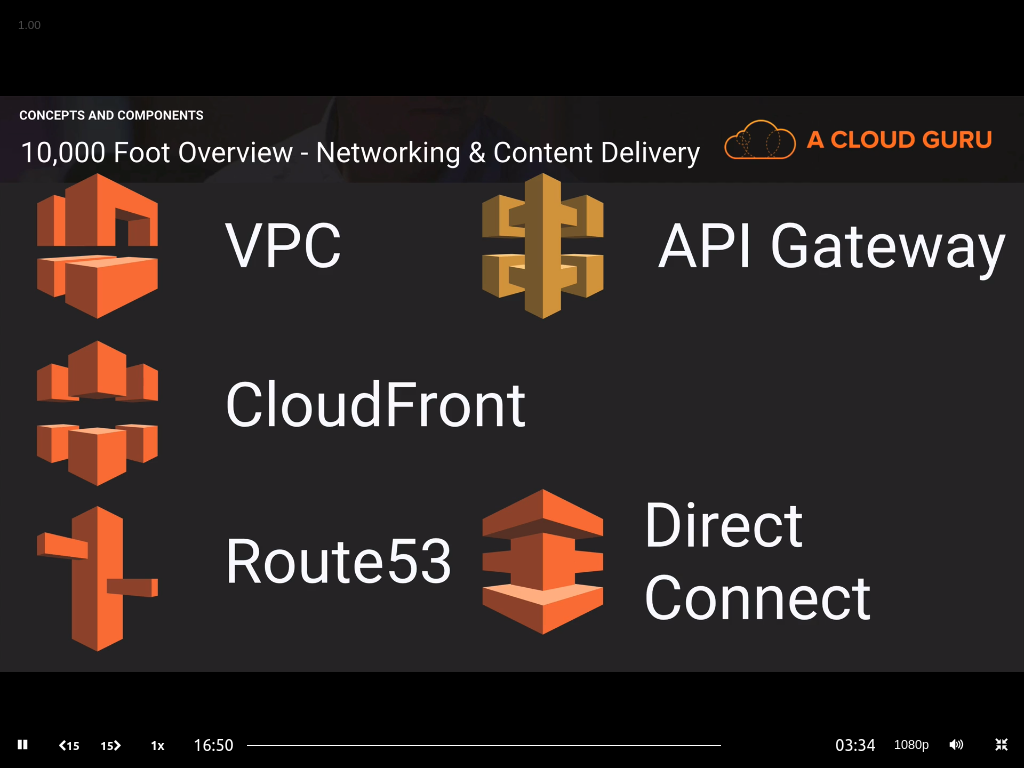 1.00
CONCEPTS AND COMPONENTS
10,000 Foot Overview - Networking & Content Delivery
A CLOUD GURU
VPC
API Gateway
CloudFront
Route53
Direct
Connect
15
15
1x
16:50
03:34
1080p